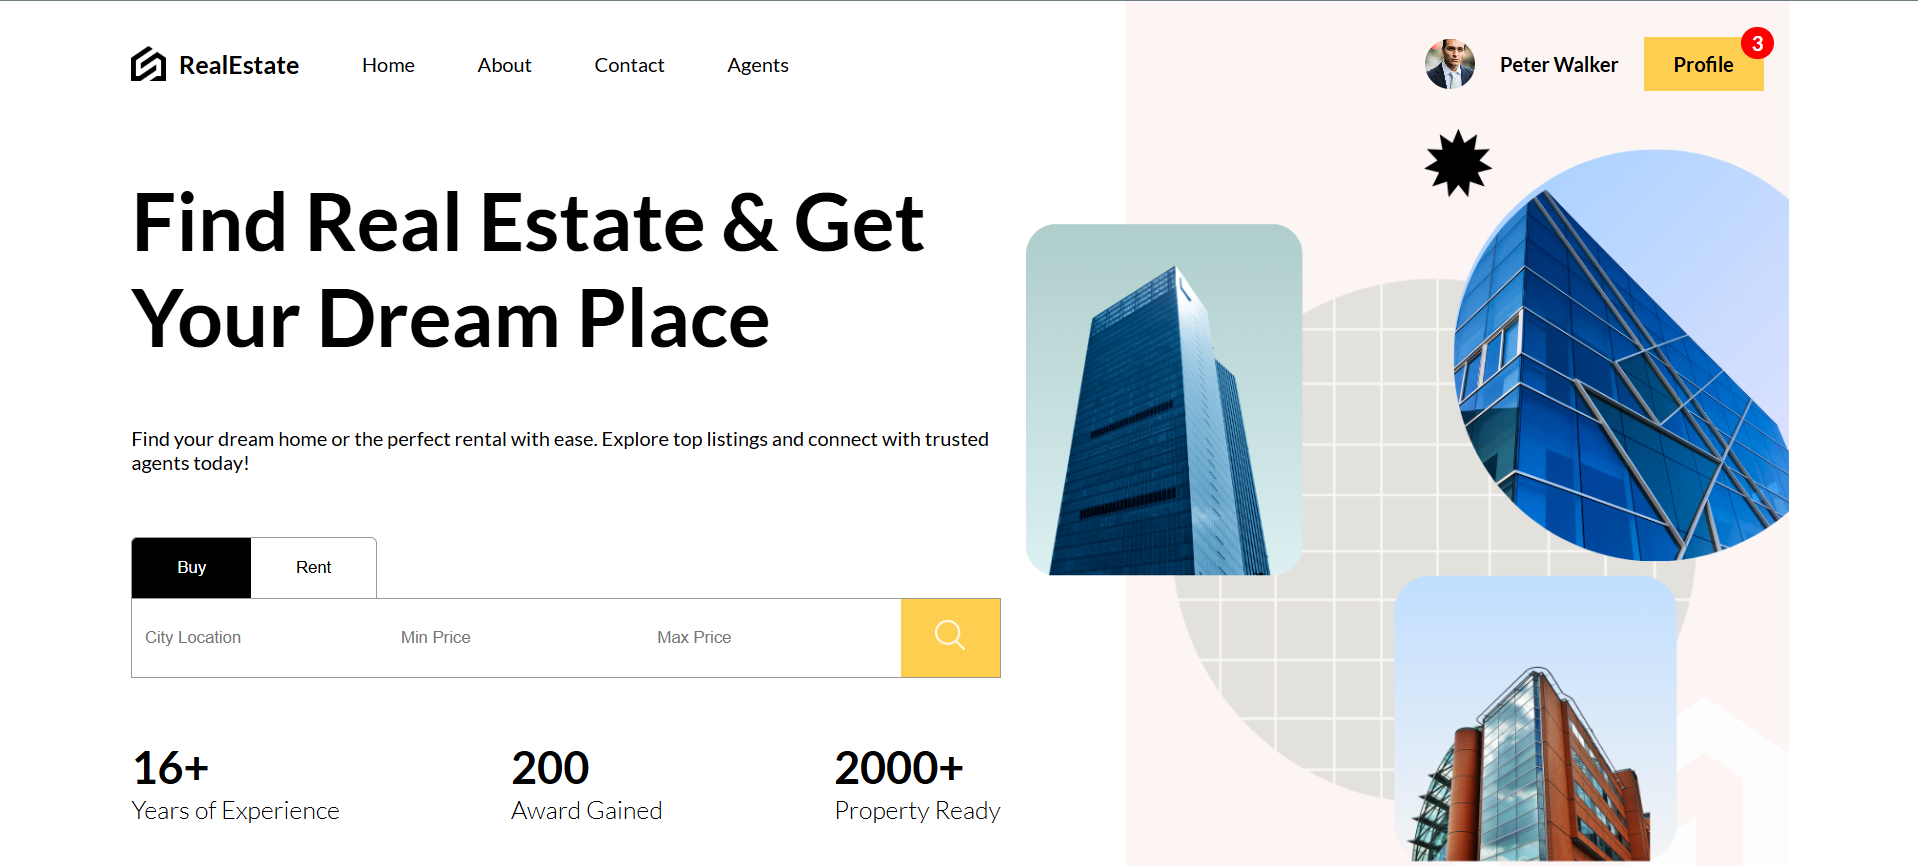 RealEstate
Home
About
Contact
Agents
Peter Walker
Profile
3
Find Real Estate & Get
Your Dream Place
Find your dream home or the perfect rental with ease. Explore top listings and connect with trusted
agents today!
Buy
Rent
City Location
Min Price
Max Price
16+
Years of Experience
200
Award Gained
2000+
Property Ready